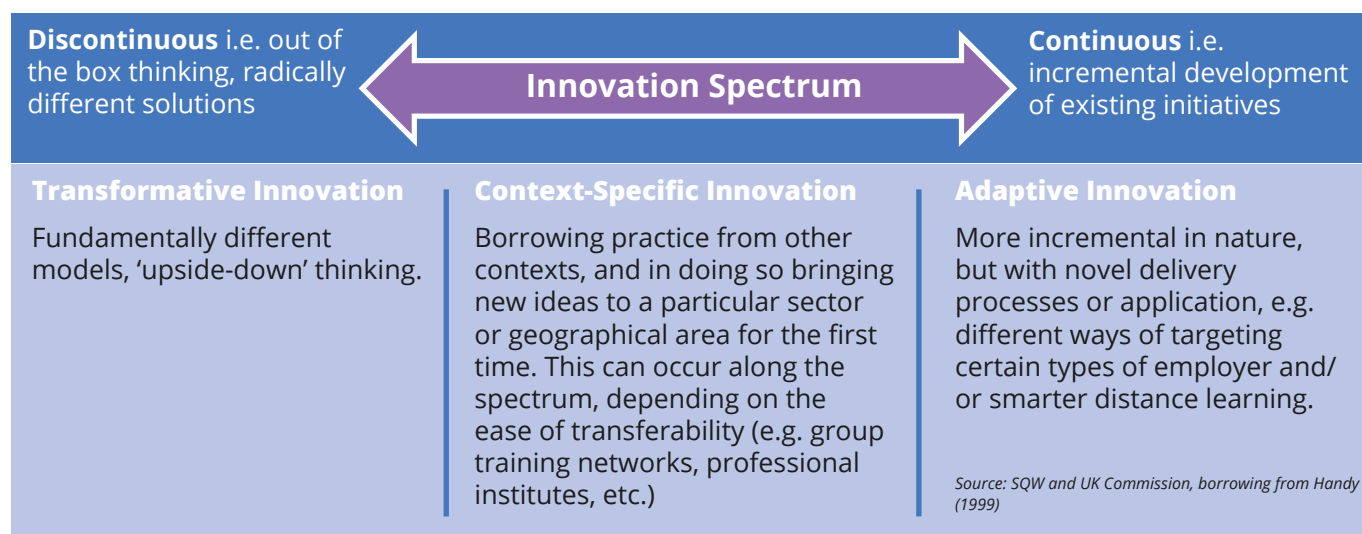 Discontinuous i.e. out of
the box thinking, radically
different solutions
Innovation Spectrum
Continuous i.e.
incremental development
of existing initiatives
Transformative Innovation
Fundamentally different
models, ‘upside-down’ thinking.
Context-Specific Innovation
Borrowing practice from other
contexts, and in doing so bringing
new ideas to a particular sector
or geographical area for the first
time. This can occur along the
spectrum, depending on the
ease of transferability (e.g. group
training networks, professional
institutes, etc.)
Adaptive Innovation
More incremental in nature,
but with novel delivery
processes or application, e.g.
different ways of targeting
certain types of employer and/
or smarter distance learning.
Source: SQW and UK Commission, borrowing from Handy
(1999)